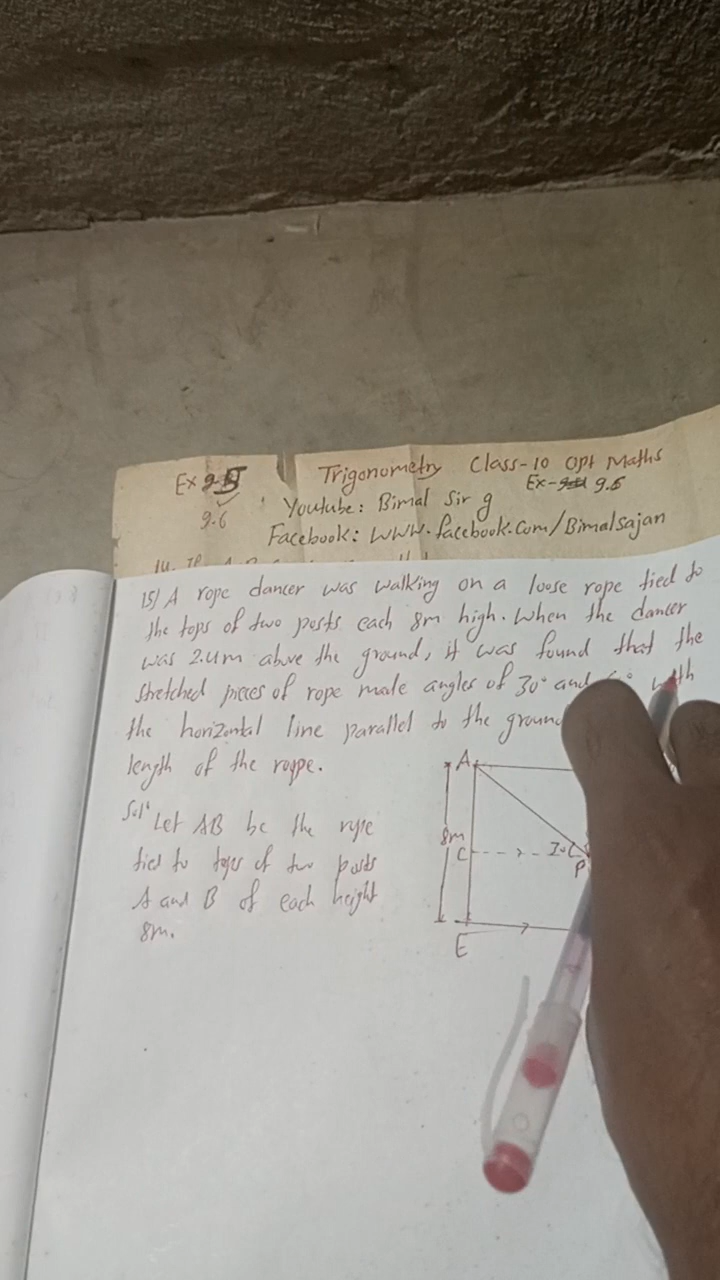 Ex 9.5
9.6
Trigonometry Class-10 Opt Maths
Ex- 9.5
Youtube: Bimal Sir g
Facebook: WWW.facebook.Com/Bimalsajan
15) A rope dancer was walking on a loose rope tied to
the tops of two posts each 8m high. When the dancer
was 2.4m above the ground, it was found that the
stretched pieces of rope made angles of 30° and with
the horizontal line parallel to the ground
length of the rope.
Sol:
Let AB be the rope
tied to tops of two posts
A and B of each height
8m.
A
8m
C
30°
P
E